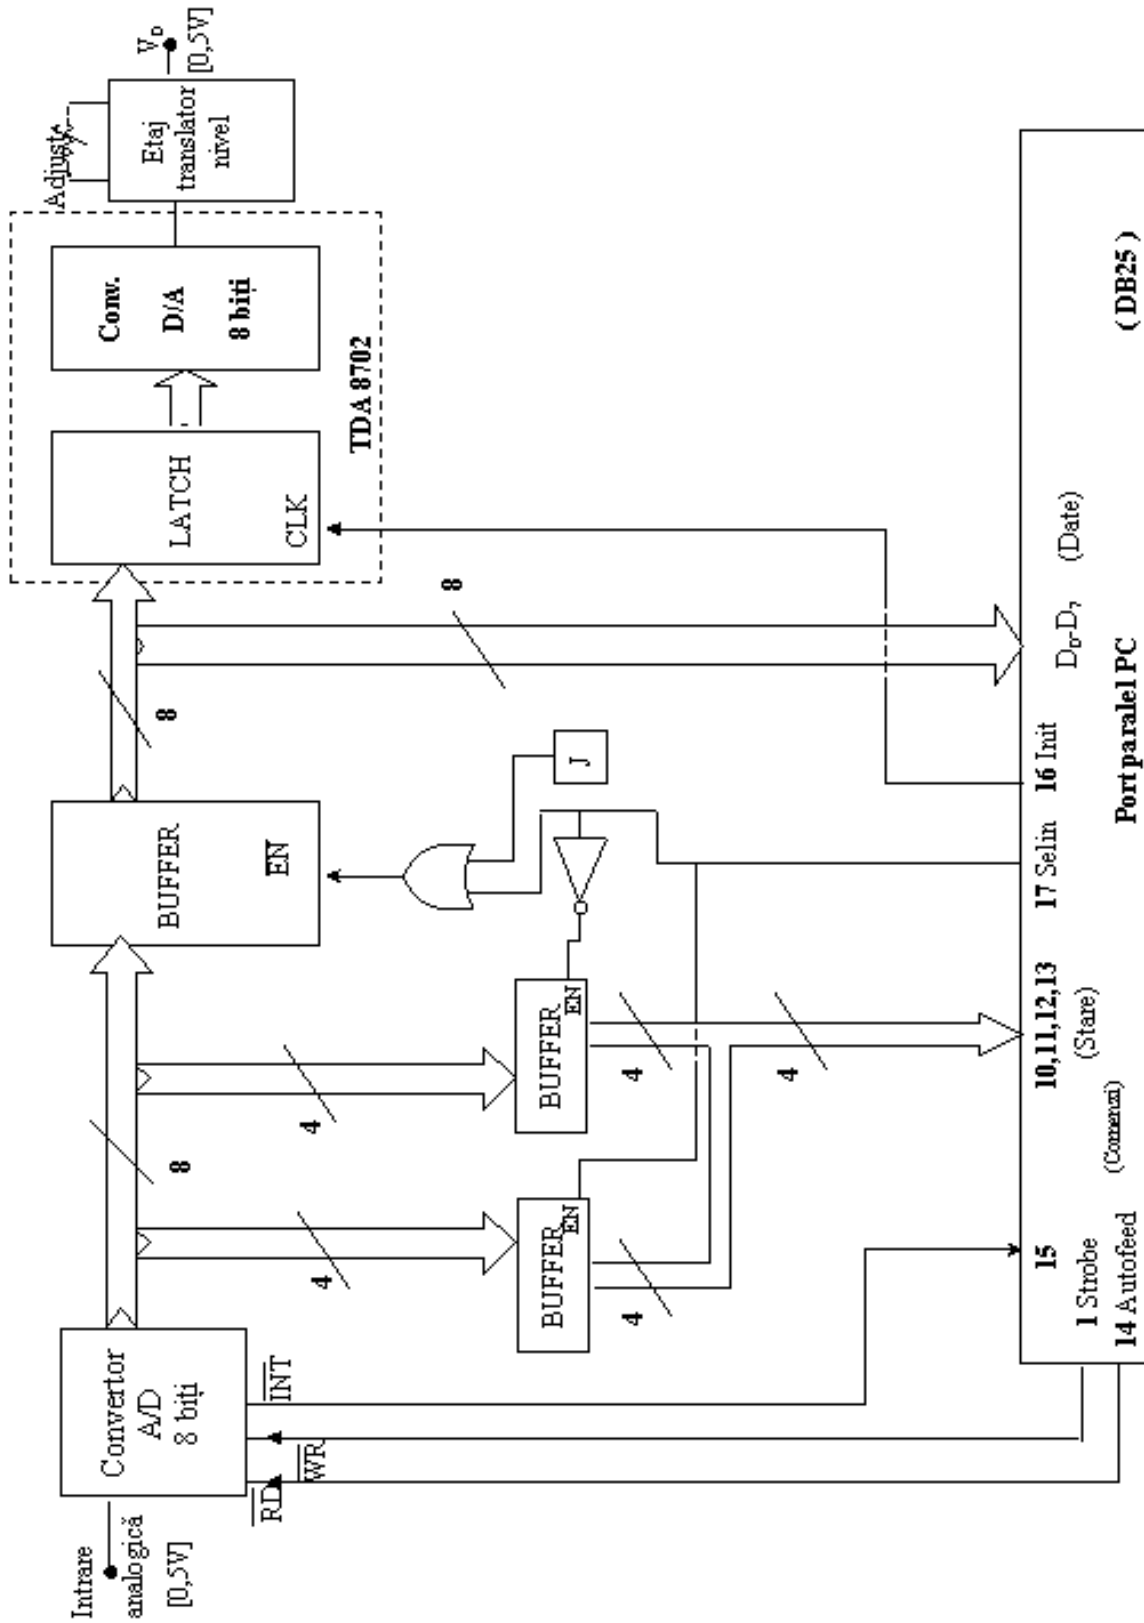 Intrare
analogică
[0,5V]
Convertor
A/D
8 biți
RD
WR
INT
8
4
4
BUFFER
EN
BUFFER
EN
4
4
4
BUFFER
EN
8
J
8
LATCH
CLK
Conv.
D/A
8 biți
TDA 8702
Adjust
Etaj
translator
nivel
V₀
[0,5V]
15
1 Strobe
14 Autofeed
(Comenzi)
10,11,12,13
(Stare)
17 Selin
16 Init
D₀-D₇
(Date)
Port paralel PC
( DB25 )